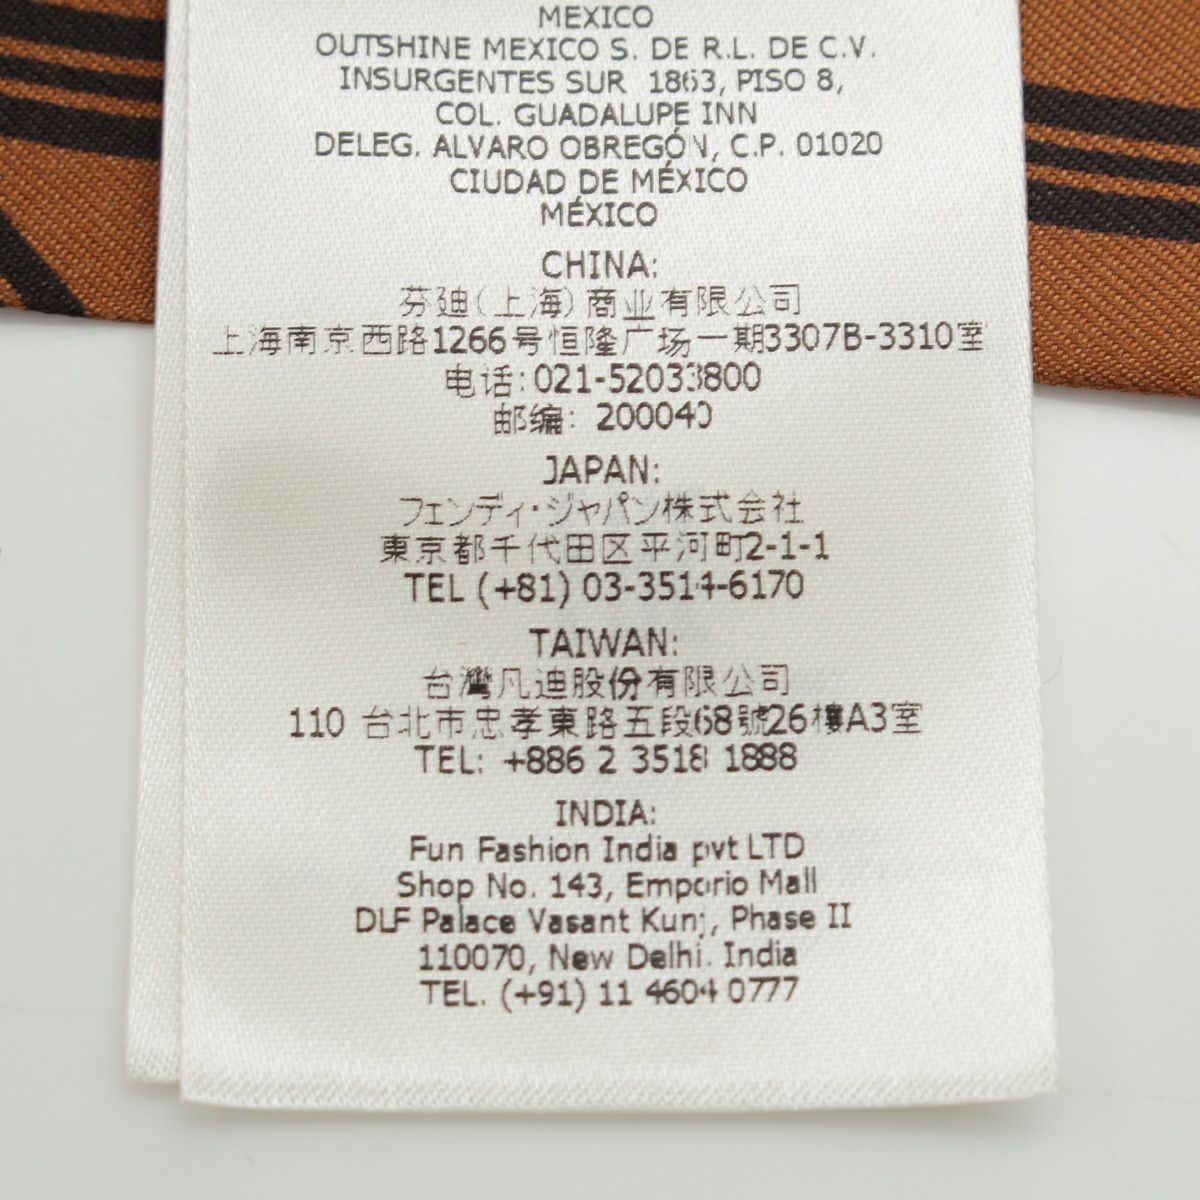 MEXICO
OUTSHINE MEXICO S. DE R.L. DE C.V.
INSURGENTES SUR 1863, PISO 8,
COL. GUADALUPE INN
DELEG. ALVARO OBREGÓN, C.P. 01020
CIUDAD DE MÉXICO
MÉXICO
CHINA:
芬迪(上海)商业有限公司
上海南京西路1266号恒隆广场一期3307B-3310室
电话:021-52033800
邮编: 200040
JAPAN:
フェンディ・ジャパン株式会社
東京都千代田区平河町2-1-1
TEL (+81) 03-3514-6170
TAIWAN:
台灣凡迪股份有限公司
110 台北市忠孝東路五段68號26樓A3室
TEL: +886 2 3518 1888
INDIA:
Fun Fashion India pvt LTD
Shop No. 143, Emporio Mall
DLF Palace Vasant Kunj, Phase II
110070, New Delhi. India
TEL. (+91) 11 4604 0777